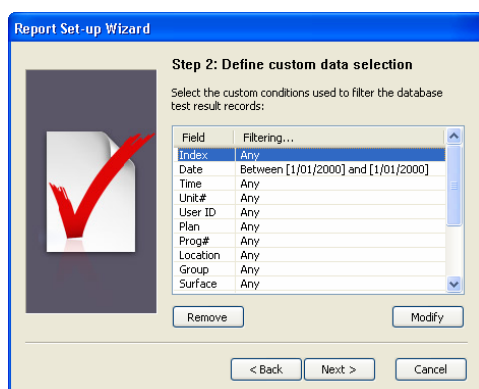 Report Set-up Wizard
Step 2: Define custom data selection
Select the custom conditions used to filter the database
test result records:
Field Filtering...
Index Any
Date Between [1/01/2000] and [1/01/2000]
Time Any
Unit# Any
User ID Any
Plan Any
Prog# Any
Location Any
Group Any
Surface Any
Remove Modify
< Back Next > Cancel